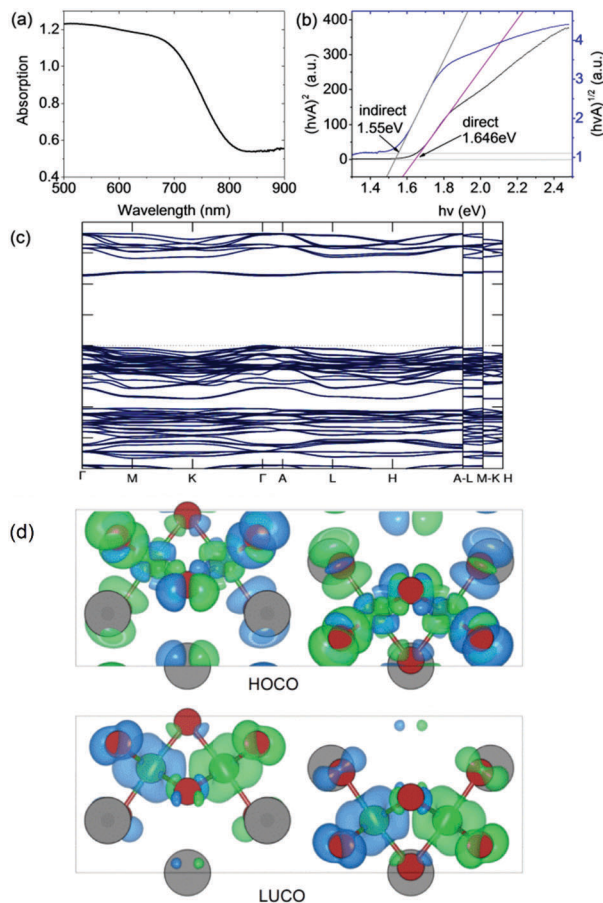 (a)
1.2
1.0
0.8
0.6
0.4
Absorption
500 600 700 800 900
Wavelength (nm)
(b)
400
300
200
100
0
(hvA)² (a.u.)
indirect
1.55eV
direct
1.646eV
4
3
2
1
(hvA)^1/2 (a.u.)
1.4 1.6 1.8 2.0 2.2 2.4
hv (eV)
(c)
Γ M K Γ A L H A-L M-K H
(d)
HOCO
LUCO